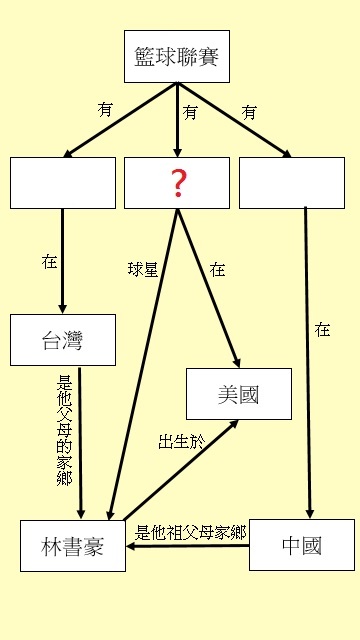 籃球聯賽
有
有
有
?
在
球星
在
在
台灣
美國
是他父母的家鄉
出生於
林書豪
是他祖父母家鄉
中國